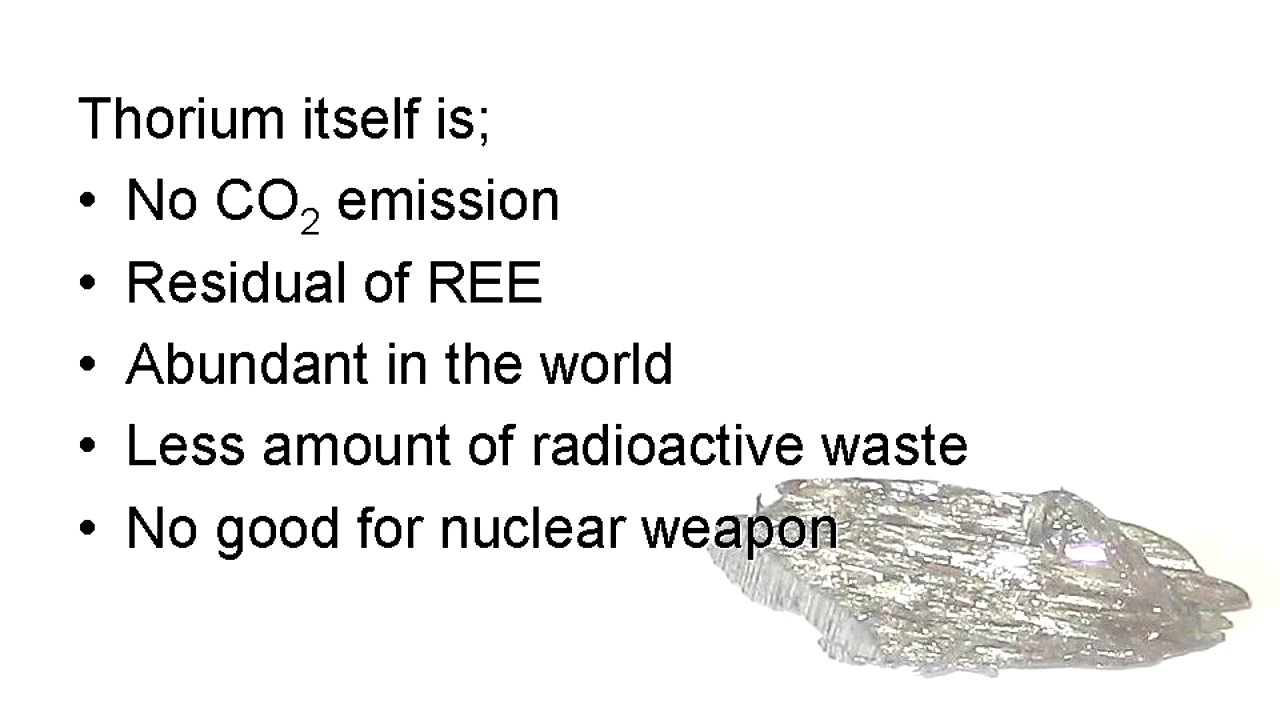 Thorium itself is;
• No CO₂ emission
• Residual of REE
• Abundant in the world
• Less amount of radioactive waste
• No good for nuclear weapon